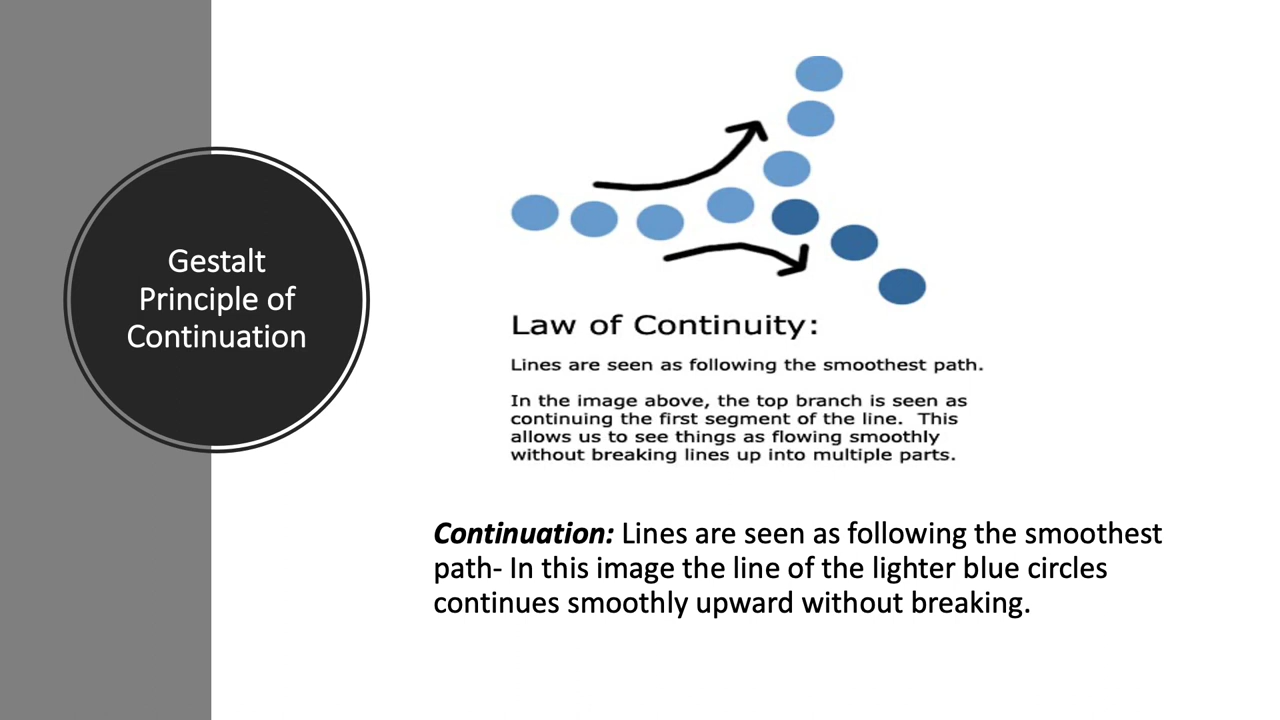 Gestalt
Principle of
Continuation
Law of Continuity:
Lines are seen as following the smoothest path.
In the image above, the top branch is seen as
continuing the first segment of the line.  This
allows us to see things as flowing smoothly
without breaking lines up into multiple parts.
Continuation: Lines are seen as following the smoothest
path- In this image the line of the lighter blue circles
continues smoothly upward without breaking.